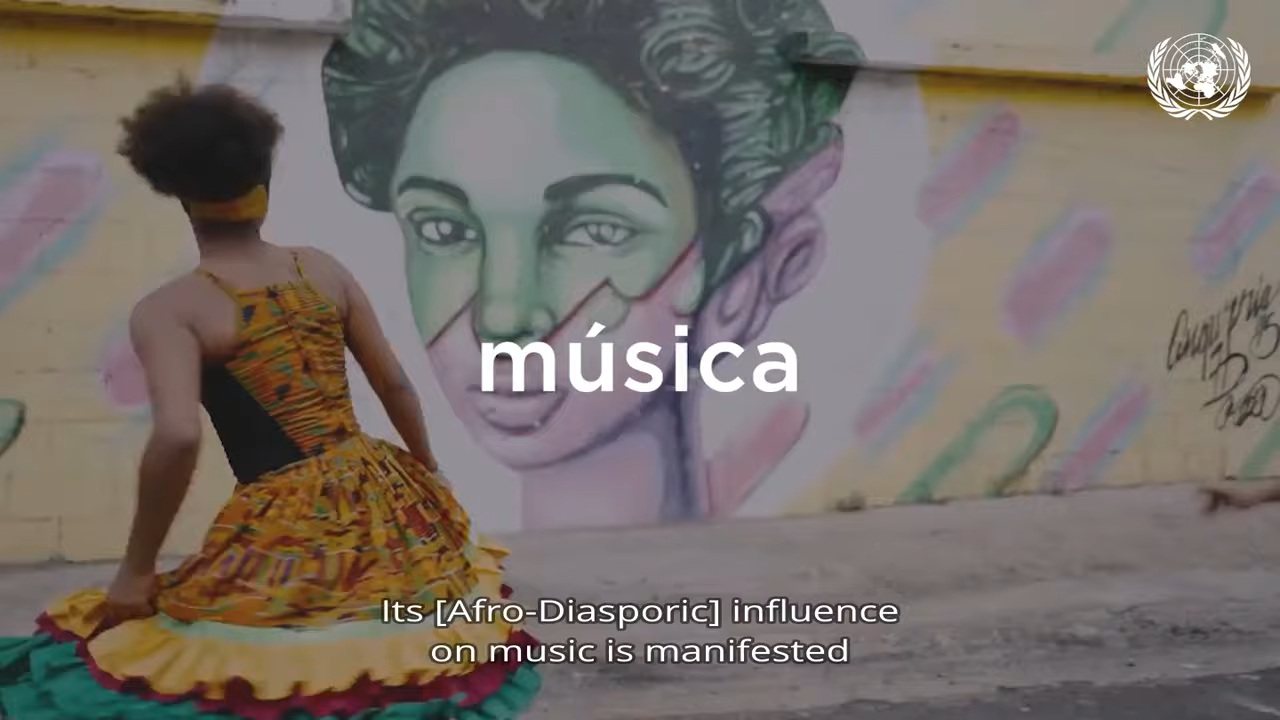 música
Its [Afro-Diasporic] influence
on music is manifested